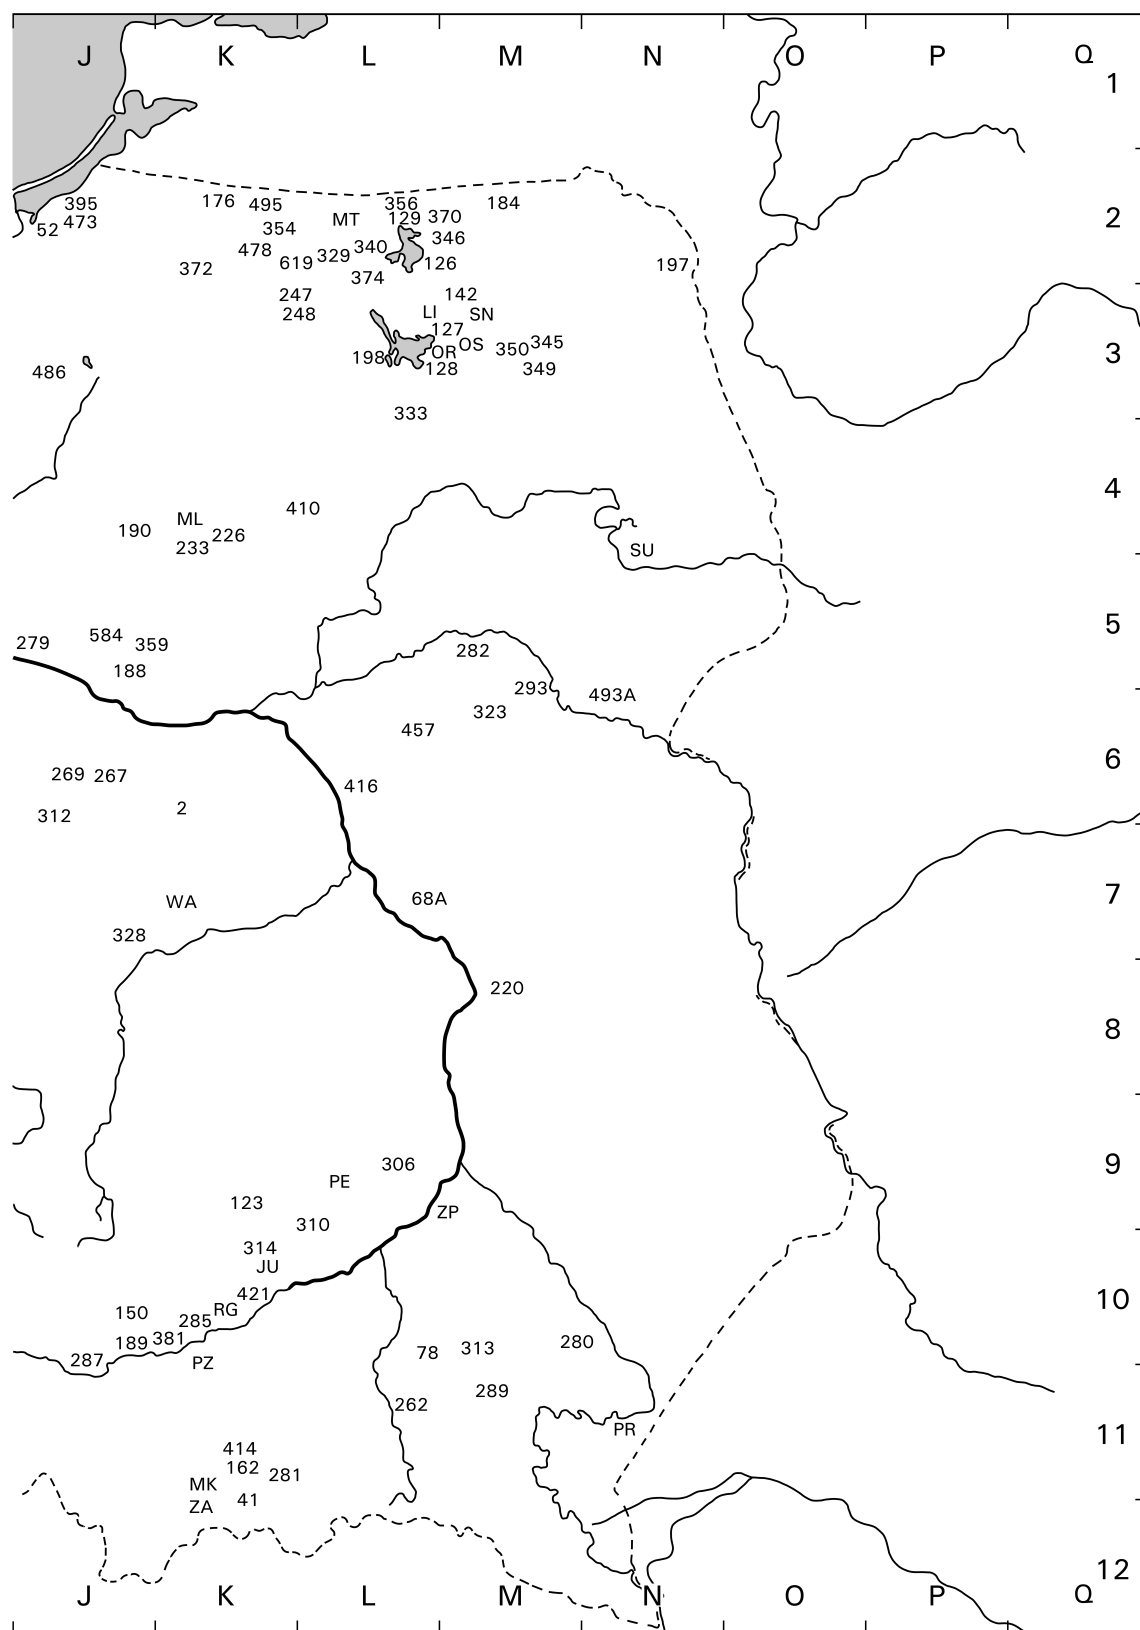 J K L M N O P Q
1
395 176 495 356 184
473 MT 129 370 2
52 354 346
478 329 340
372 619 126 197
374
247 142
248 LI SN
127
198 OR OS 350 345 3
486 128 349
333
410 4
190 ML 226
233
SU
584 5
279 359 282
188
293 493A
323
457
6
269 267 416
312 2
68A 7
WA
328
220
8
306 9
PE
123 ZP
310
314
JU
421 10
150 285 RG
189 381 280
287 PZ 78 313
289
262
PR 11
414
162 281
MK
ZA 41
12
J K L M N O P Q